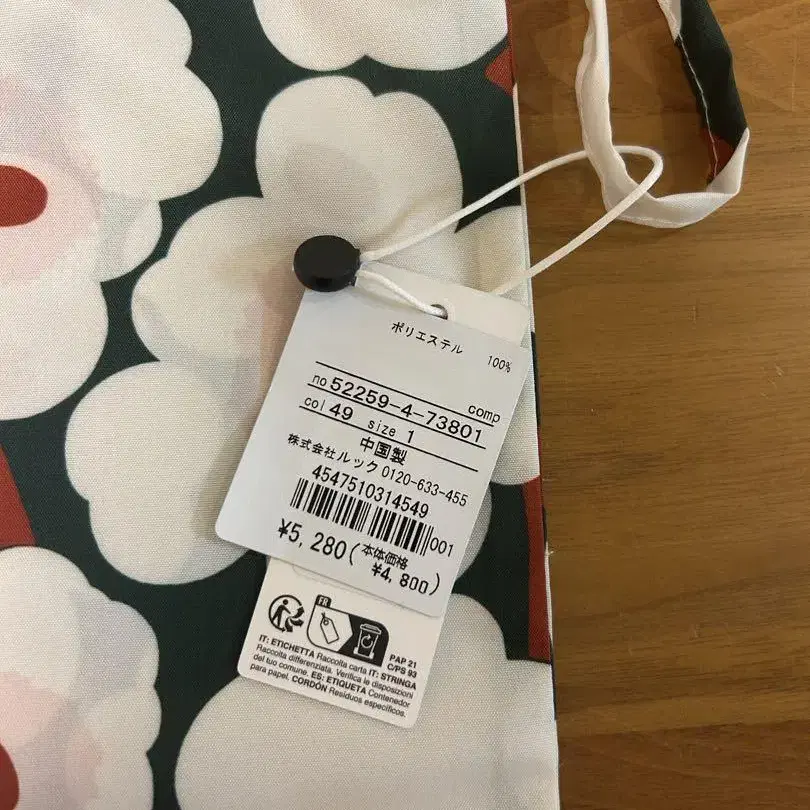 ポリエステル 100%
comp
no 52259-4-73801
col 49 size 1
中国製
株式会社ルック 0120-633-455
4547510314549
001
¥5,280(本体価格
¥4,800)
FR
PAP 21
C/PS 93
IT: ETICHETTA Raccolta carta IT: STRINGA
Raccolta differenziata. Verifica le disposizioni
del tuo comune. ES: ETIQUETA Contenedor
para papel. CORDÓN Residuos específicos.